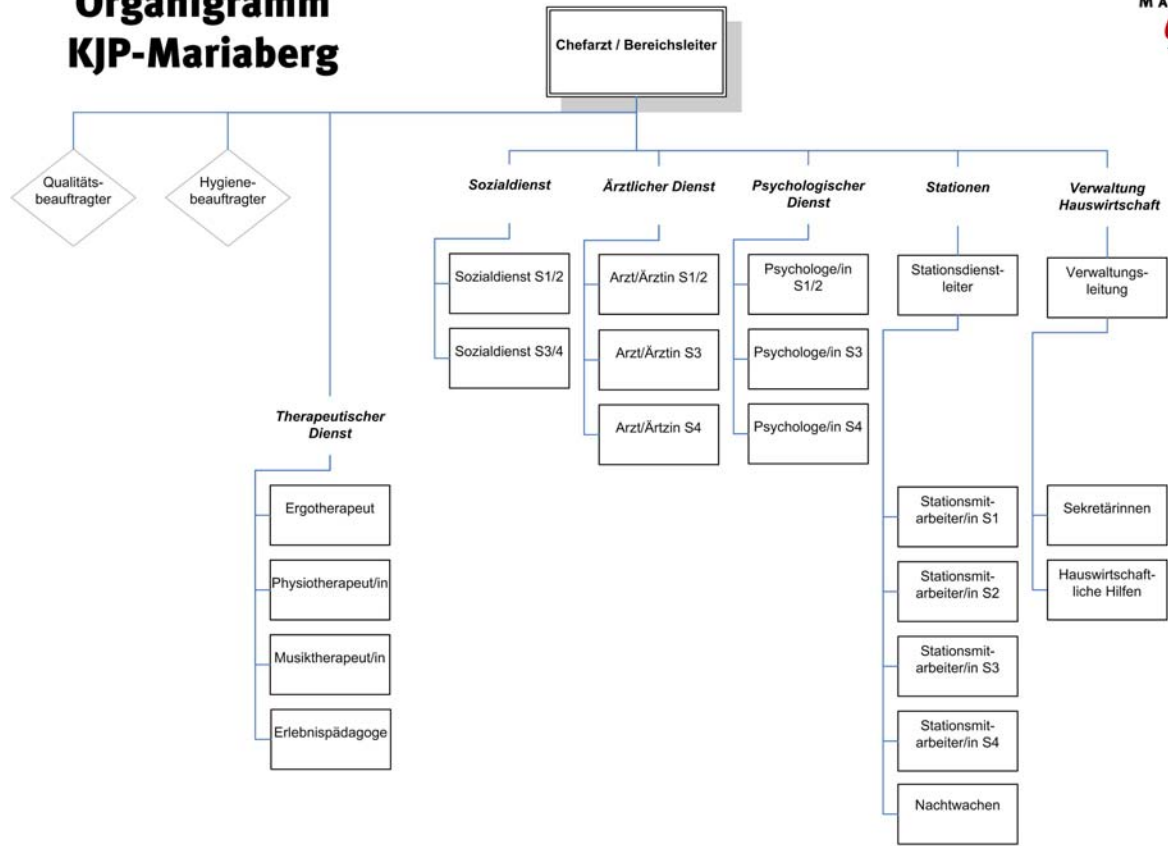 Organigramm
KJP-Mariaberg
Chefarzt / Bereichsleiter
Qualitäts-
beauftragter
Hygiene-
beauftragter
Sozialdienst
Sozialdienst S1/2
Sozialdienst S3/4
Ärztlicher Dienst
Arzt/Ärztin S1/2
Arzt/Ärztin S3
Arzt/Ärtzin S4
Psychologischer
Dienst
Psychologe/in
S1/2
Psychologe/in S3
Psychologe/in S4
Stationen
Stationsdienst-
leiter
Stationsmit-
arbeiter/in S1
Stationsmit-
arbeiter/in S2
Stationsmit-
arbeiter/in S3
Stationsmit-
arbeiter/in S4
Nachtwachen
Verwaltung
Hauswirtschaft
Verwaltungs-
leitung
Sekretärinnen
Hauswirtschaft-
liche Hilfen
Therapeutischer
Dienst
Ergotherapeut
Physiotherapeut/in
Musiktherapeut/in
Erlebnispädagoge